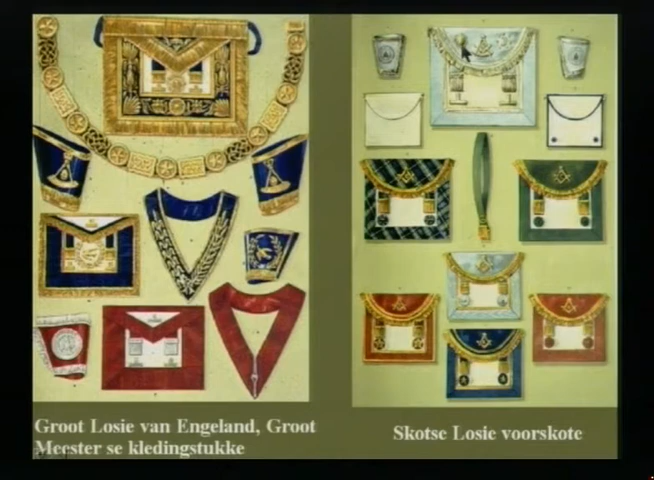 Groot Losie van Engeland, Groot
Meester se kledingstukke
Skotse Losie voorskote